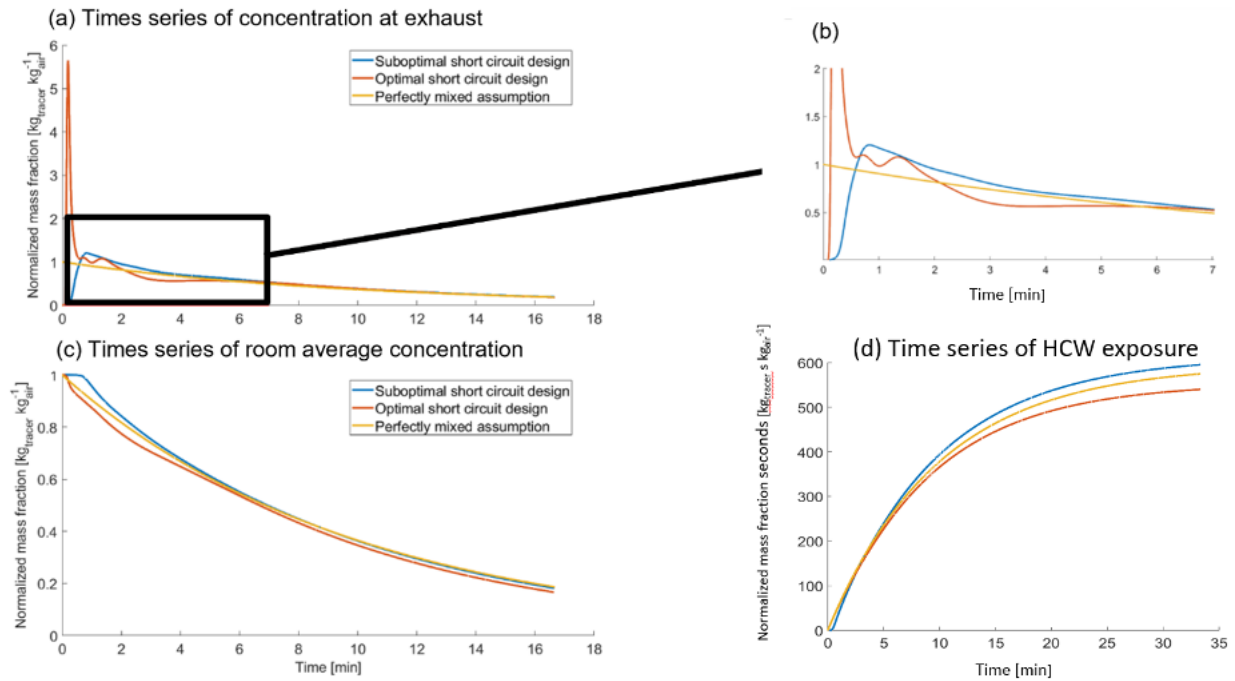 (a) Times series of concentration at exhaust
Normalized mass fraction [kg_tracer kg_air^-1]
6
5
4
3
2
1
0
0 2 4 6 8 10 12 14 16 18
Suboptimal short circuit design
Optimal short circuit design
Perfectly mixed assumption
(b)
2
1.5
1
0.5
0 1 2 3 4 5 6 7
Time [min]
(c) Times series of room average concentration
Normalized mass fraction [kg_tracer kg_air^-1]
1
0.8
0.6
0.4
0.2
0
0 2 4 6 8 10 12 14 16 18
Time [min]
Suboptimal short circuit design
Optimal short circuit design
Perfectly mixed assumption
(d) Time series of HCW exposure
Normalized mass fraction seconds [kg_tracer s kg_air^-1]
600
500
400
300
200
100
0
0 5 10 15 20 25 30 35
Time [min]